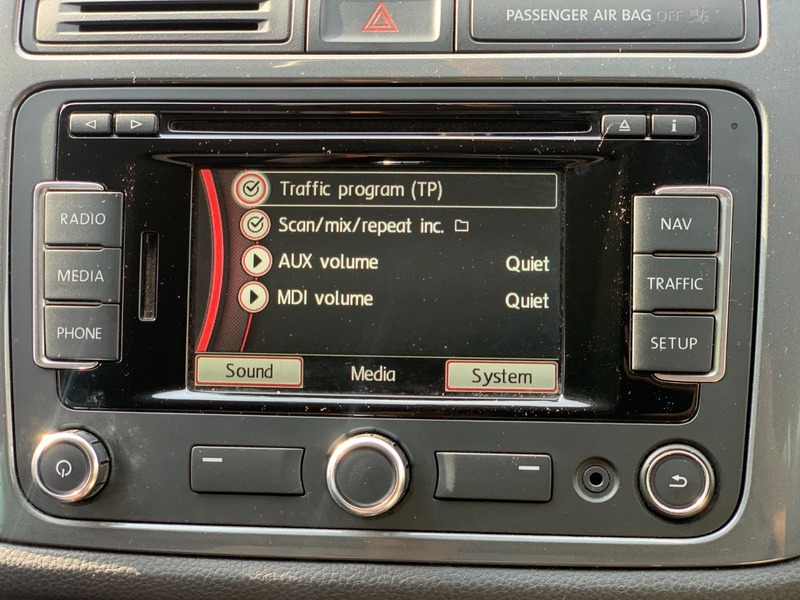 PASSENGER AIR BAG OFF
RADIO
MEDIA
PHONE
Traffic program (TP)
Scan/mix/repeat inc.
AUX volume Quiet
MDI volume Quiet
Sound Media System
i
NAV
TRAFFIC
SETUP